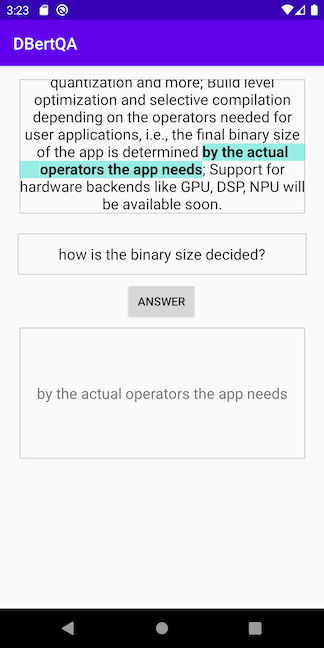 3:23
DBertQA
quantization and more; Build level
optimization and selective compilation
depending on the operators needed for
user applications, i.e., the final binary size
of the app is determined by the actual
operators the app needs; Support for
hardware backends like GPU, DSP, NPU will
be available soon.
how is the binary size decided?
ANSWER
by the actual operators the app needs